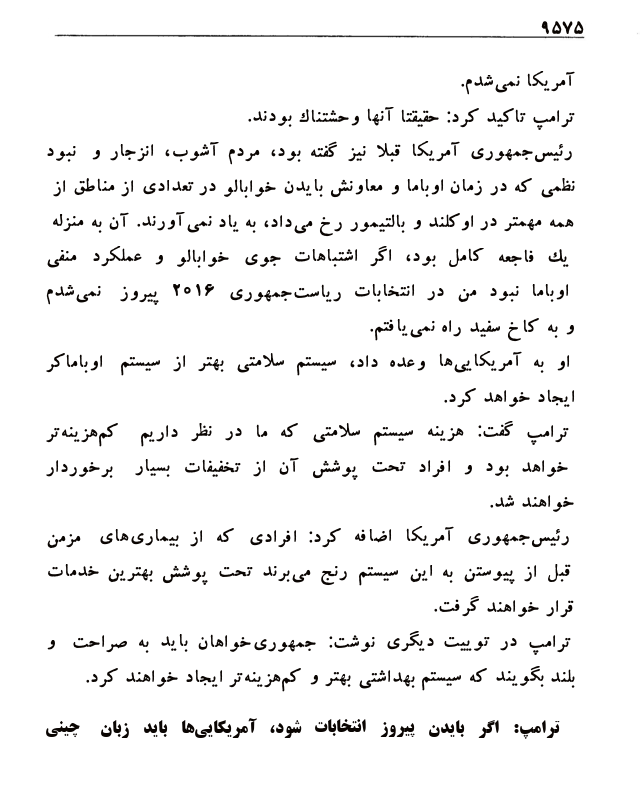 ۹۵۷۵
آمریکا نمی‌شدم.
ترامپ تاکید کرد: حقیقتا آنها وحشتناك بودند.
رئیس‌جمهوری آمریکا قبلا نیز گفته بود، مردم آشوب، انزجار و نبود
نظمی که در زمان اوباما و معاونش بایدن خوابالو در تعدادی از مناطق از
همه مهمتر در اوکلند و بالتیمور رخ می‌داد، به یاد نمی‌آورند. آن به منزله
یك فاجعه کامل بود، اگر اشتباهات جوی خوابالو و عملکرد منفی
اوباما نبود من در انتخابات ریاست‌جمهوری ۲۰۱۶ پیروز نمی‌شدم
و به کاخ سفید راه نمی‌یافتم.
او به آمریکایی‌ها وعده داد، سیستم سلامتی بهتر از سیستم اوباماکر
ایجاد خواهد کرد.
ترامپ گفت: هزینه سیستم سلامتی که ما در نظر داریم کم‌هزینه‌تر
خواهد بود و افراد تحت پوشش آن از تخفیفات بسیار برخوردار
خواهند شد.
رئیس‌جمهوری آمریکا اضافه کرد: افرادی که از بیماری‌های مزمن
قبل از پیوستن به این سیستم رنج می‌برند تحت پوشش بهترین خدمات
قرار خواهند گرفت.
ترامپ در توییت دیگری نوشت: جمهوری‌خواهان باید به صراحت و
بلند بگویند که سیستم بهداشتی بهتر و کم‌هزینه‌تر ایجاد خواهند کرد.
ترامپ: اگر بایدن پیروز انتخابات شود، آمریکایی‌ها باید زبان چینی